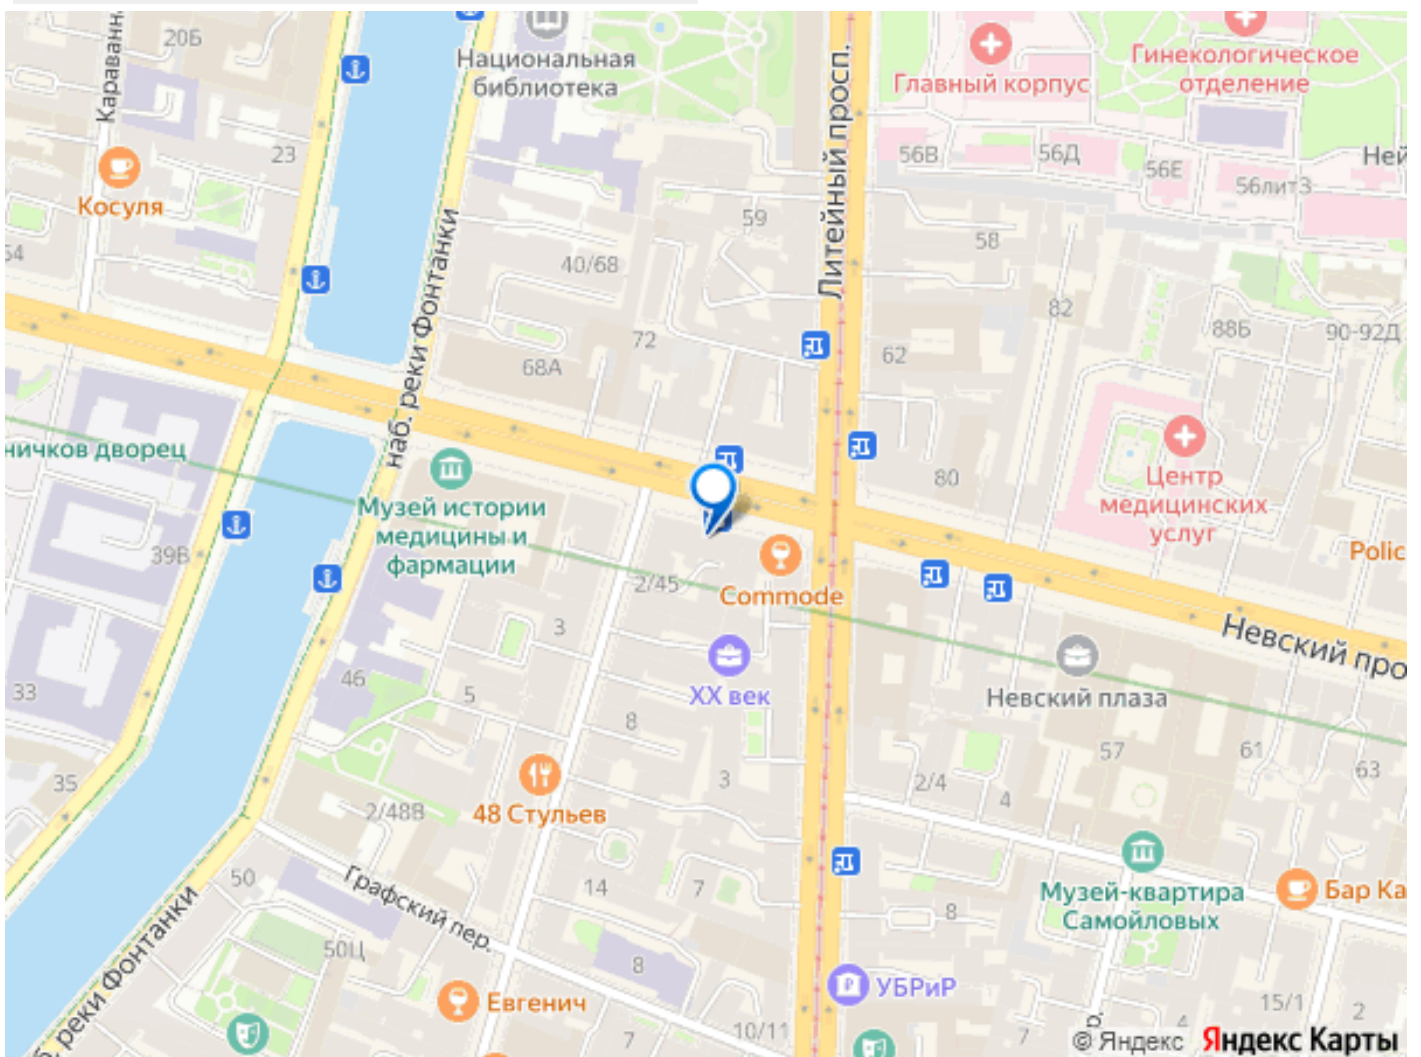 Караванн
20Б
Национальная
библиотека
Литейный просп.
Главный корпус
Гинекологическое
отделение
23
Косуля
56В
56Д
56Е
56литЗ
Ней
54
59
58
40/68
наб. реки Фонтанки
82
88Б
90-92Д
72
68А
62
ничков дворец
Музей истории
медицины и
фармации
80
Центр
медицинских
услуг
39В
Polic
2/45
Commode
3
Невский про
33
46
5
XX век
Невский плаза
8
57
61
63
35
3
2/4
4
2/48В
48 Стульев
50
Графский пер.
14
7
Музей-квартира
Самойловых
Бар Ка
8
б. реки Фонтанки
50Ц
8
УБРиР
Евгенич
15/1
2
7
10/11
7
р.
4
© Яндекс Яндекс Карты